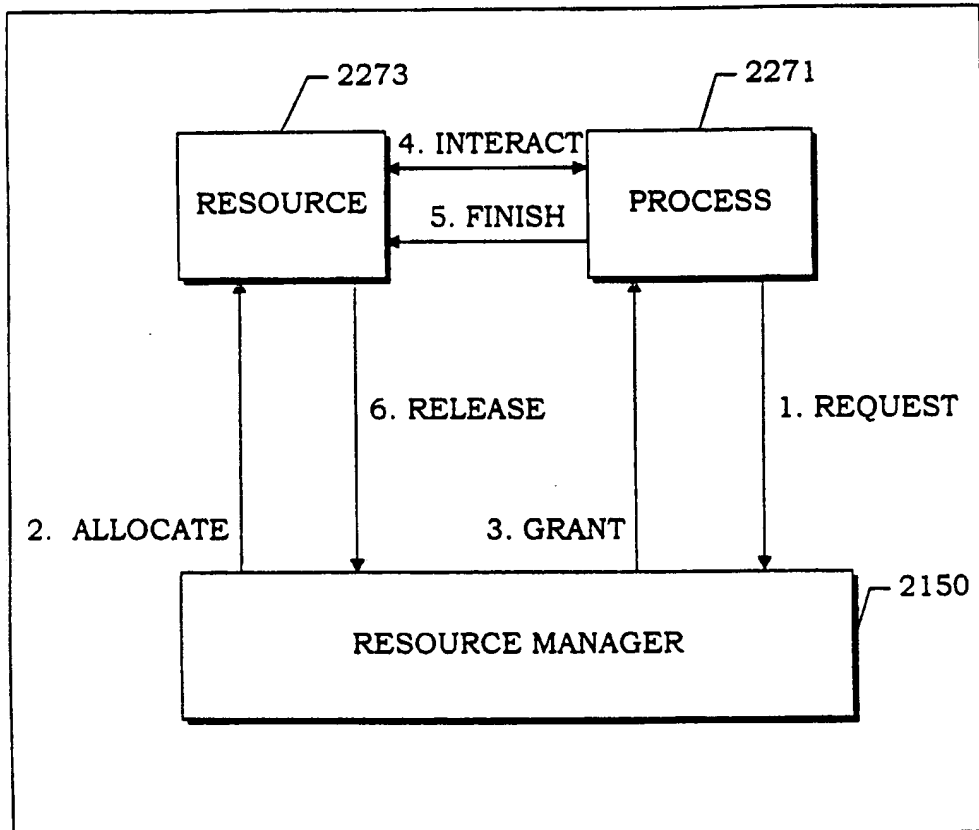 2273
2271
4. INTERACT
RESOURCE
PROCESS
5. FINISH
6. RELEASE
1. REQUEST
2. ALLOCATE
3. GRANT
2150
RESOURCE MANAGER